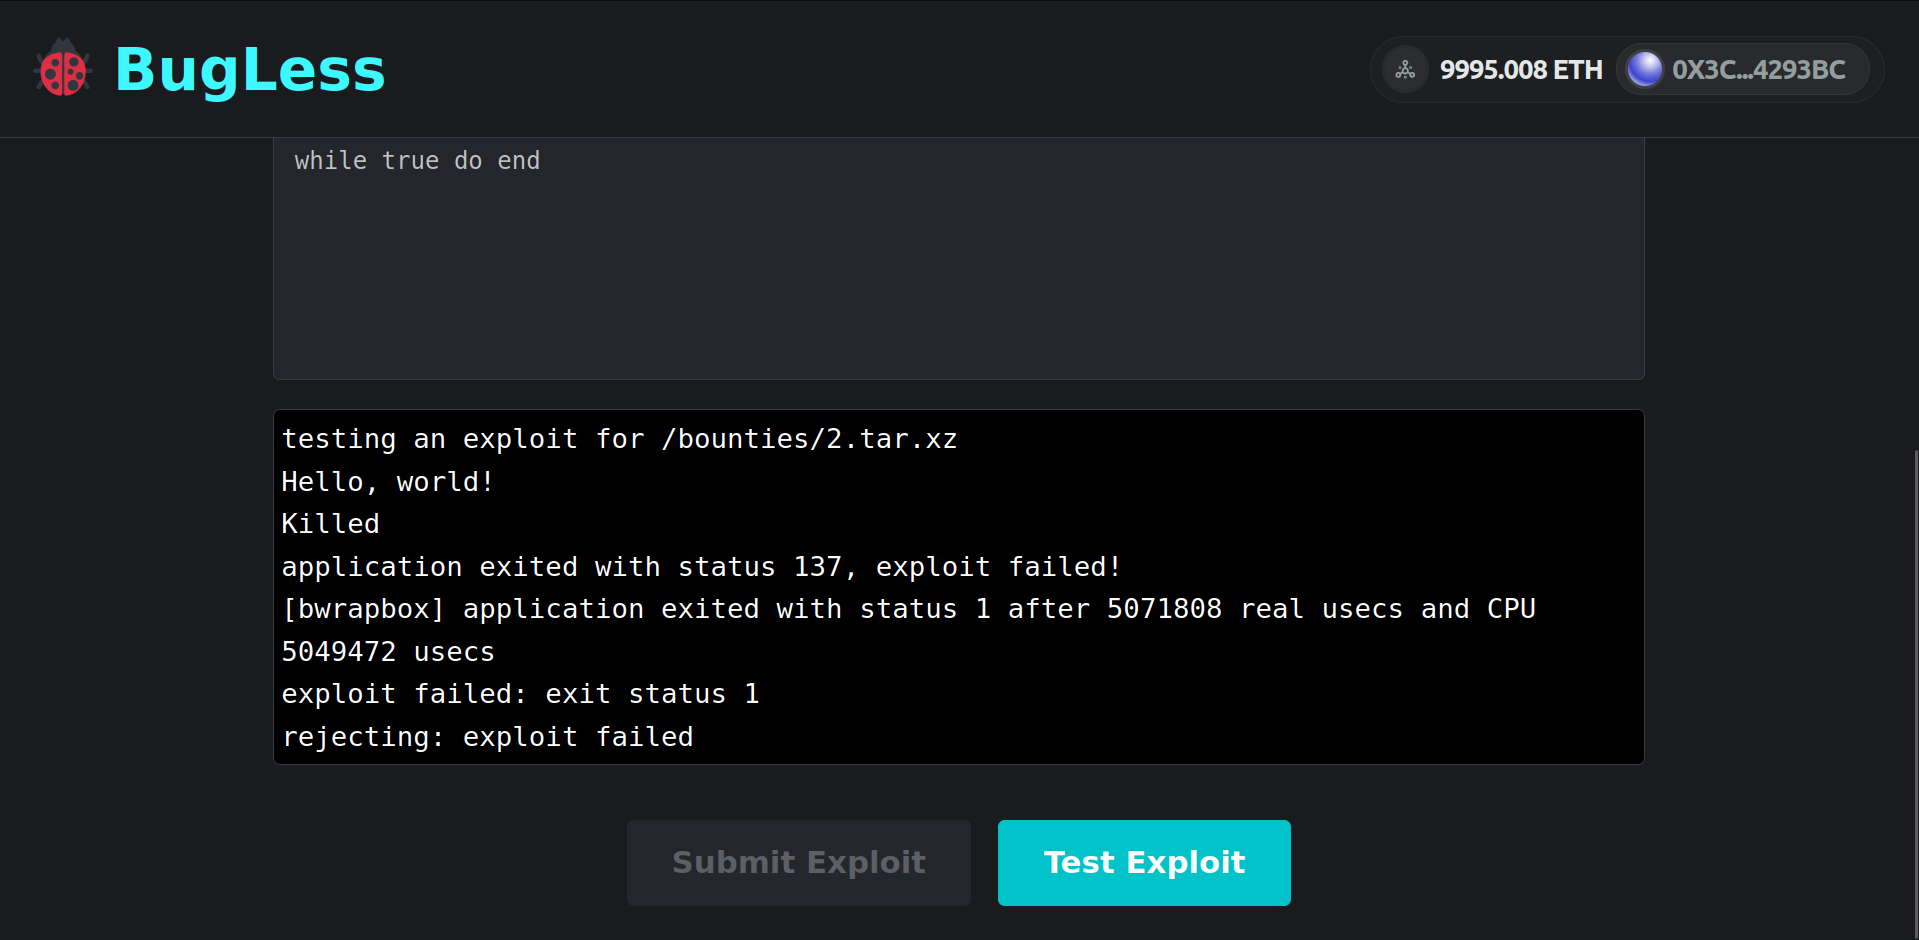 BugLess
9995.008 ETH
0X3C...4293BC
while true do end
testing an exploit for /bounties/2.tar.xz
Hello, world!
Killed
application exited with status 137, exploit failed!
[bwrapbox] application exited with status 1 after 5071808 real usecs and CPU
5049472 usecs
exploit failed: exit status 1
rejecting: exploit failed
Submit Exploit
Test Exploit